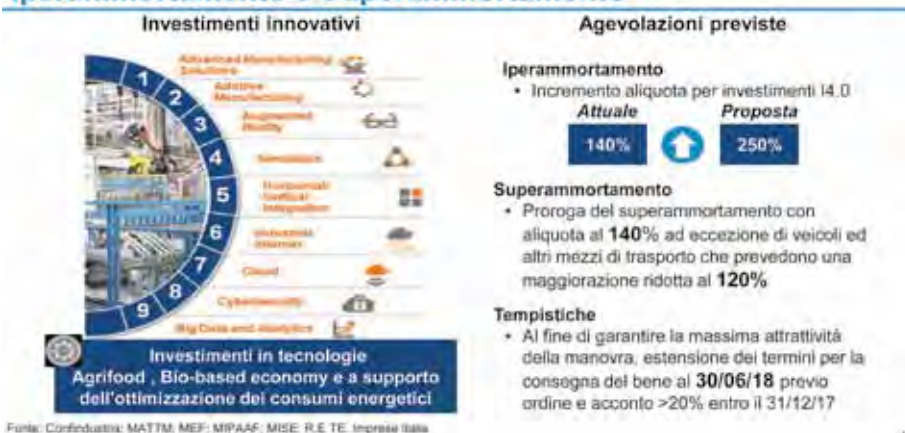 Investimenti innovativi
1
Advanced Manufacturing
Solutions
2
Additive
Manufacturing
3
Augmented
Reality
4
Simulation
5
Horizontal/
Vertical
Integration
6
Industrial
Internet
7
Cloud
8
Cybersecurity
9
Big Data and Analytics
Investimenti in tecnologie
Agrifood , Bio-based economy e a supporto
dell'ottimizzazione dei consumi energetici
Agevolazioni previste
Iperammortamento
• Incremento aliquota per investimenti I4.0
Attuale Proposta
140% 250%
Superammortamento
• Proroga del superammortamento con
aliquota al 140% ad eccezione di veicoli ed
altri mezzi di trasporto che prevedono una
maggiorazione ridotta al 120%
Tempistiche
• Al fine di garantire la massima attrattività
della manovra, estensione dei termini per la
consegna del bene al 30/06/18 previo
ordine e acconto >20% entro il 31/12/17
Fonte: Confindustria; MATTM; MEF; MIPAAF; MISE; R.E TE. Imprese Italia